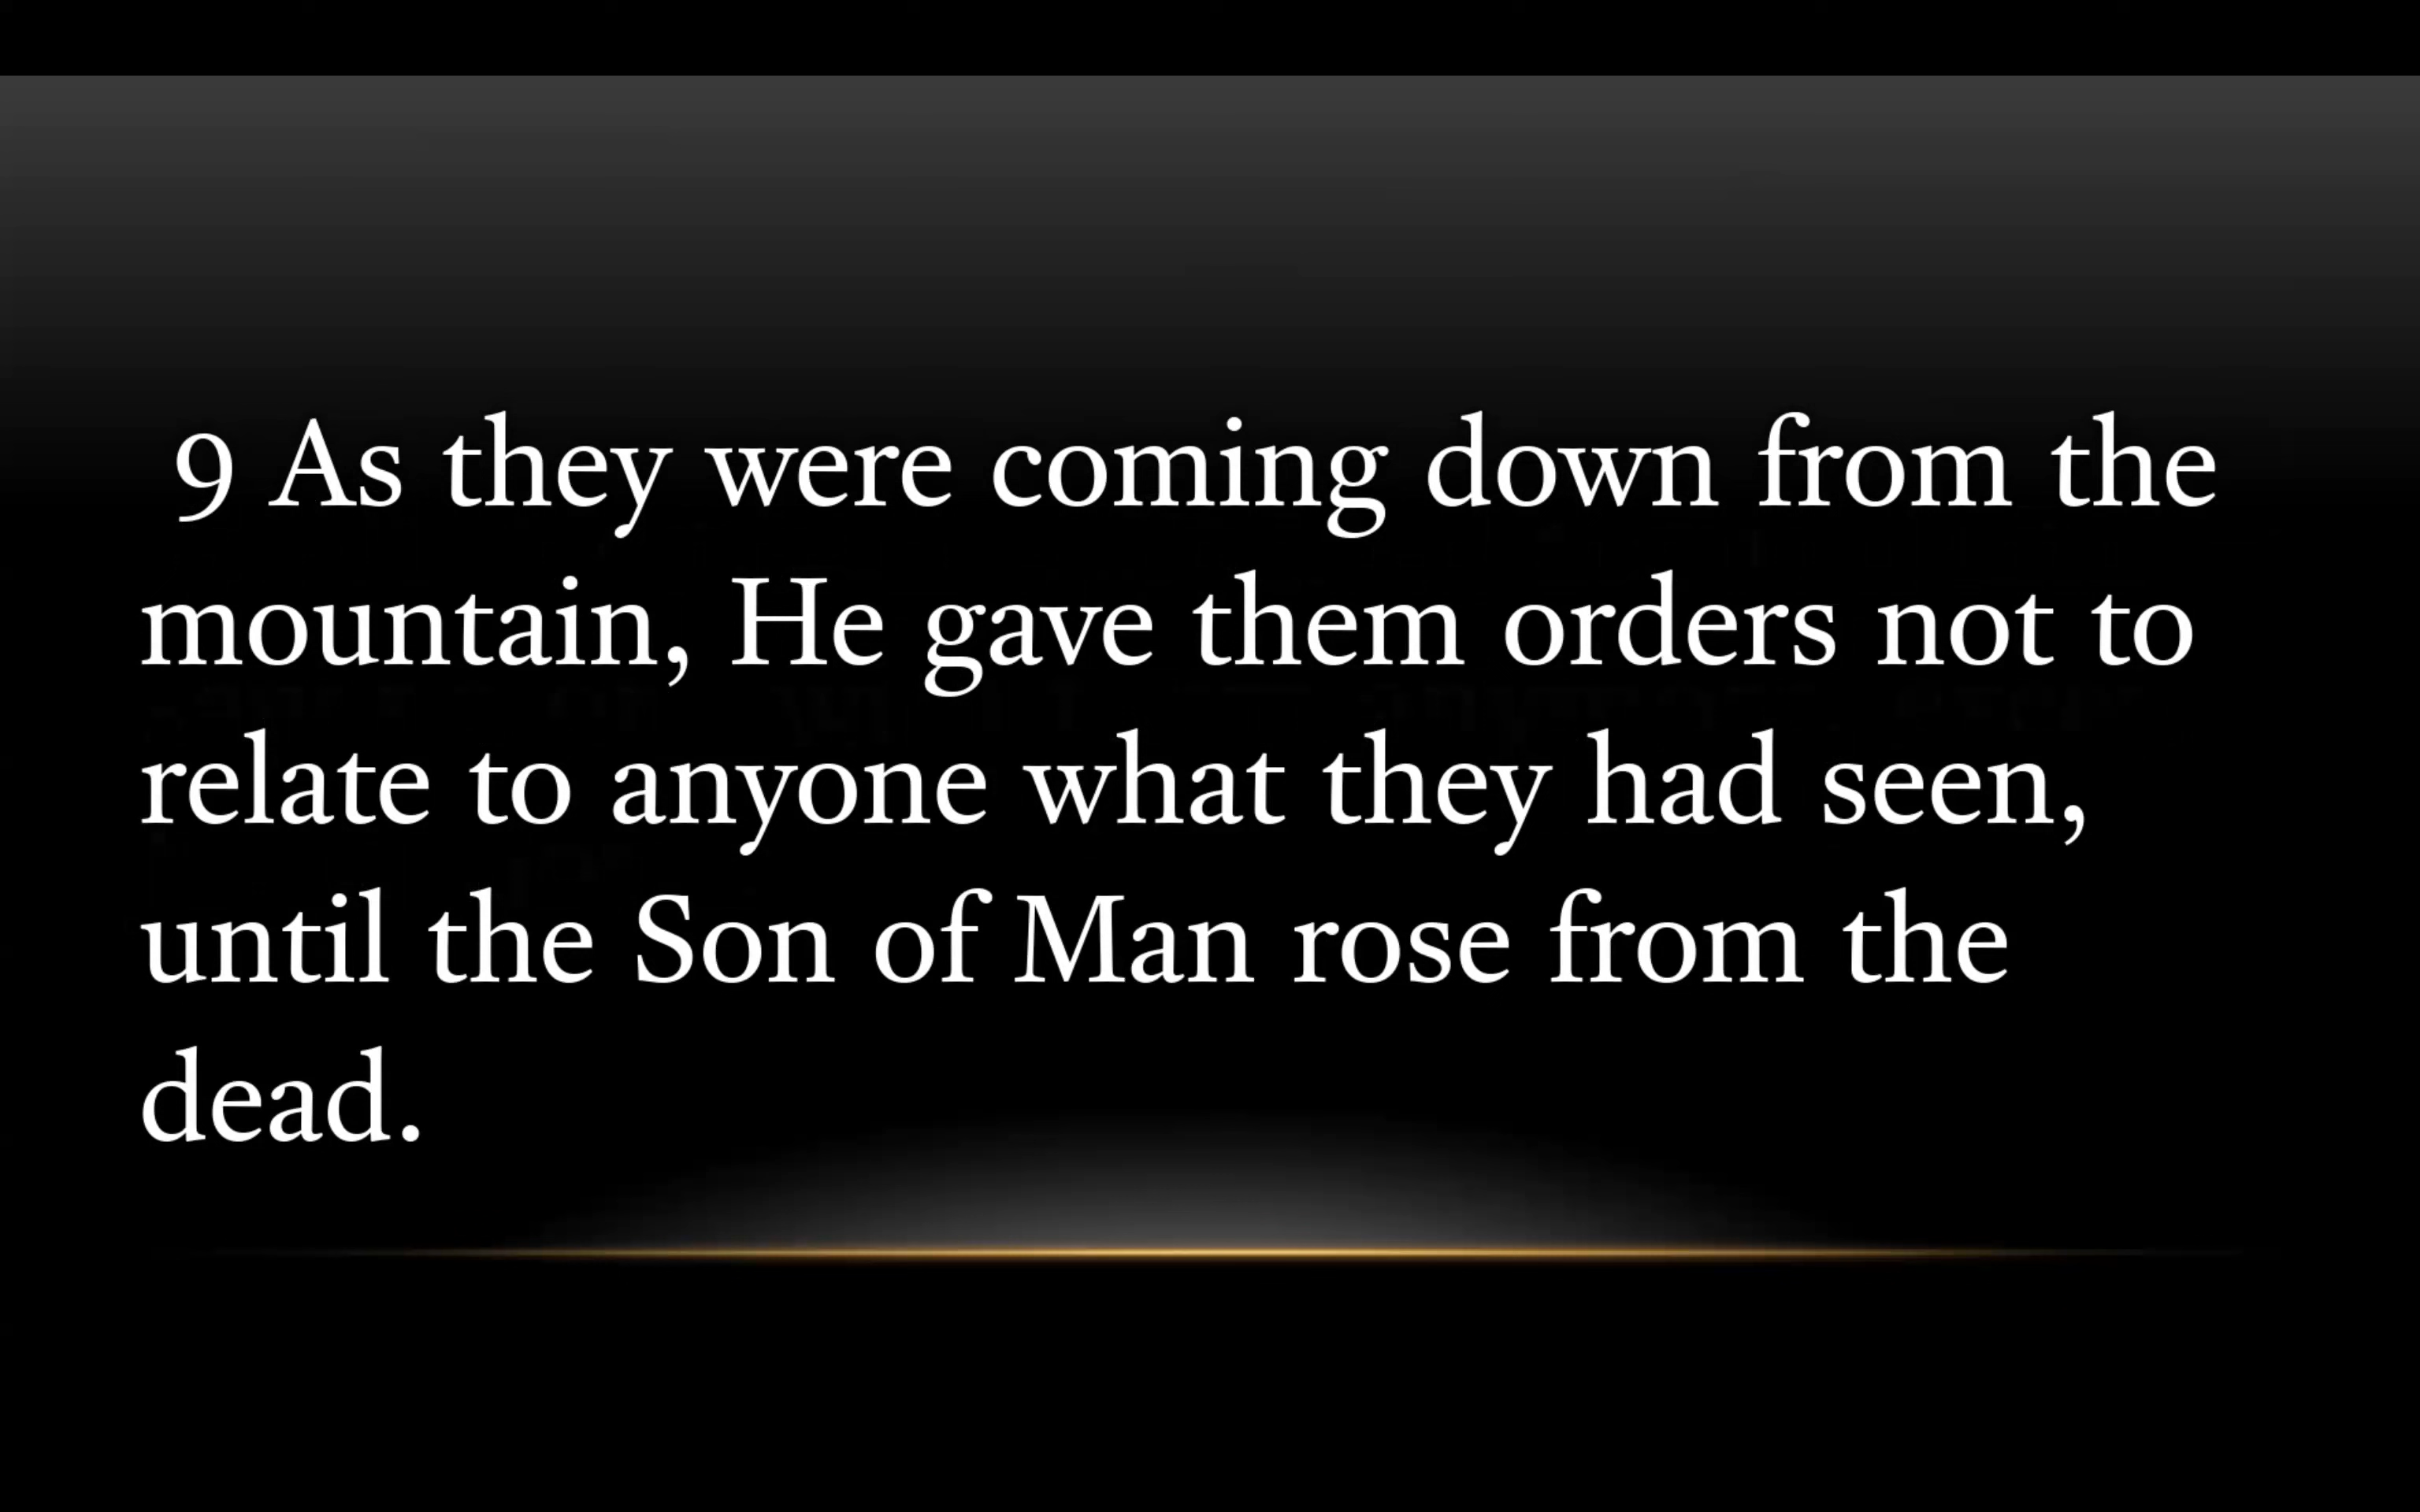 9 As they were coming down from the
mountain, He gave them orders not to
relate to anyone what they had seen,
until the Son of Man rose from the
dead.